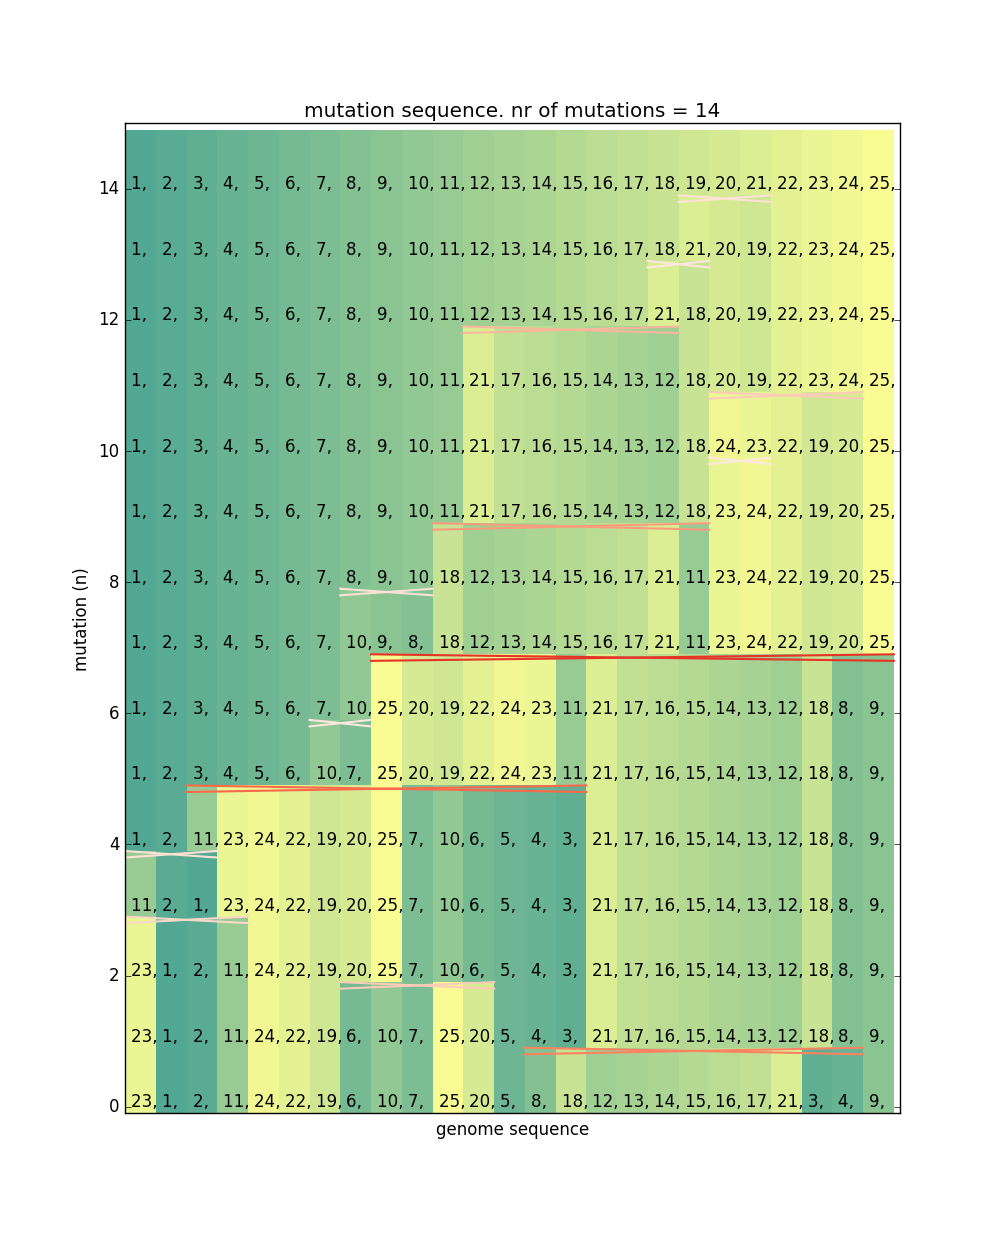 mutation sequence. nr of mutations = 14
14 1, 2, 3, 4, 5, 6, 7, 8, 9, 10, 11, 12, 13, 14, 15, 16, 17, 18, 19, 20, 21, 22, 23, 24, 25,
1, 2, 3, 4, 5, 6, 7, 8, 9, 10, 11, 12, 13, 14, 15, 16, 17, 18, 21, 20, 19, 22, 23, 24, 25,
12 1, 2, 3, 4, 5, 6, 7, 8, 9, 10, 11, 12, 13, 14, 15, 16, 17, 21, 18, 20, 19, 22, 23, 24, 25,
1, 2, 3, 4, 5, 6, 7, 8, 9, 10, 11, 21, 17, 16, 15, 14, 13, 12, 18, 20, 19, 22, 23, 24, 25,
10 1, 2, 3, 4, 5, 6, 7, 8, 9, 10, 11, 21, 17, 16, 15, 14, 13, 12, 18, 24, 23, 22, 19, 20, 25,
1, 2, 3, 4, 5, 6, 7, 8, 9, 10, 11, 21, 17, 16, 15, 14, 13, 12, 18, 23, 24, 22, 19, 20, 25,
8 1, 2, 3, 4, 5, 6, 7, 8, 9, 10, 18, 12, 13, 14, 15, 16, 17, 21, 11, 23, 24, 22, 19, 20, 25,
1, 2, 3, 4, 5, 6, 7, 10, 9, 8, 18, 12, 13, 14, 15, 16, 17, 21, 11, 23, 24, 22, 19, 20, 25,
6 1, 2, 3, 4, 5, 6, 7, 10, 25, 20, 19, 22, 24, 23, 11, 21, 17, 16, 15, 14, 13, 12, 18, 8, 9,
1, 2, 3, 4, 5, 6, 10, 7, 25, 20, 19, 22, 24, 23, 11, 21, 17, 16, 15, 14, 13, 12, 18, 8, 9,
4 1, 2, 11, 23, 24, 22, 19, 20, 25, 7, 10, 6, 5, 4, 3, 21, 17, 16, 15, 14, 13, 12, 18, 8, 9,
11, 2, 1, 23, 24, 22, 19, 20, 25, 7, 10, 6, 5, 4, 3, 21, 17, 16, 15, 14, 13, 12, 18, 8, 9,
2 23, 1, 2, 11, 24, 22, 19, 20, 25, 7, 10, 6, 5, 4, 3, 21, 17, 16, 15, 14, 13, 12, 18, 8, 9,
23, 1, 2, 11, 24, 22, 19, 6, 10, 7, 25, 20, 5, 4, 3, 21, 17, 16, 15, 14, 13, 12, 18, 8, 9,
0 23, 1, 2, 11, 24, 22, 19, 6, 10, 7, 25, 20, 5, 8, 18, 12, 13, 14, 15, 16, 17, 21, 3, 4, 9,
mutation (n)
genome sequence